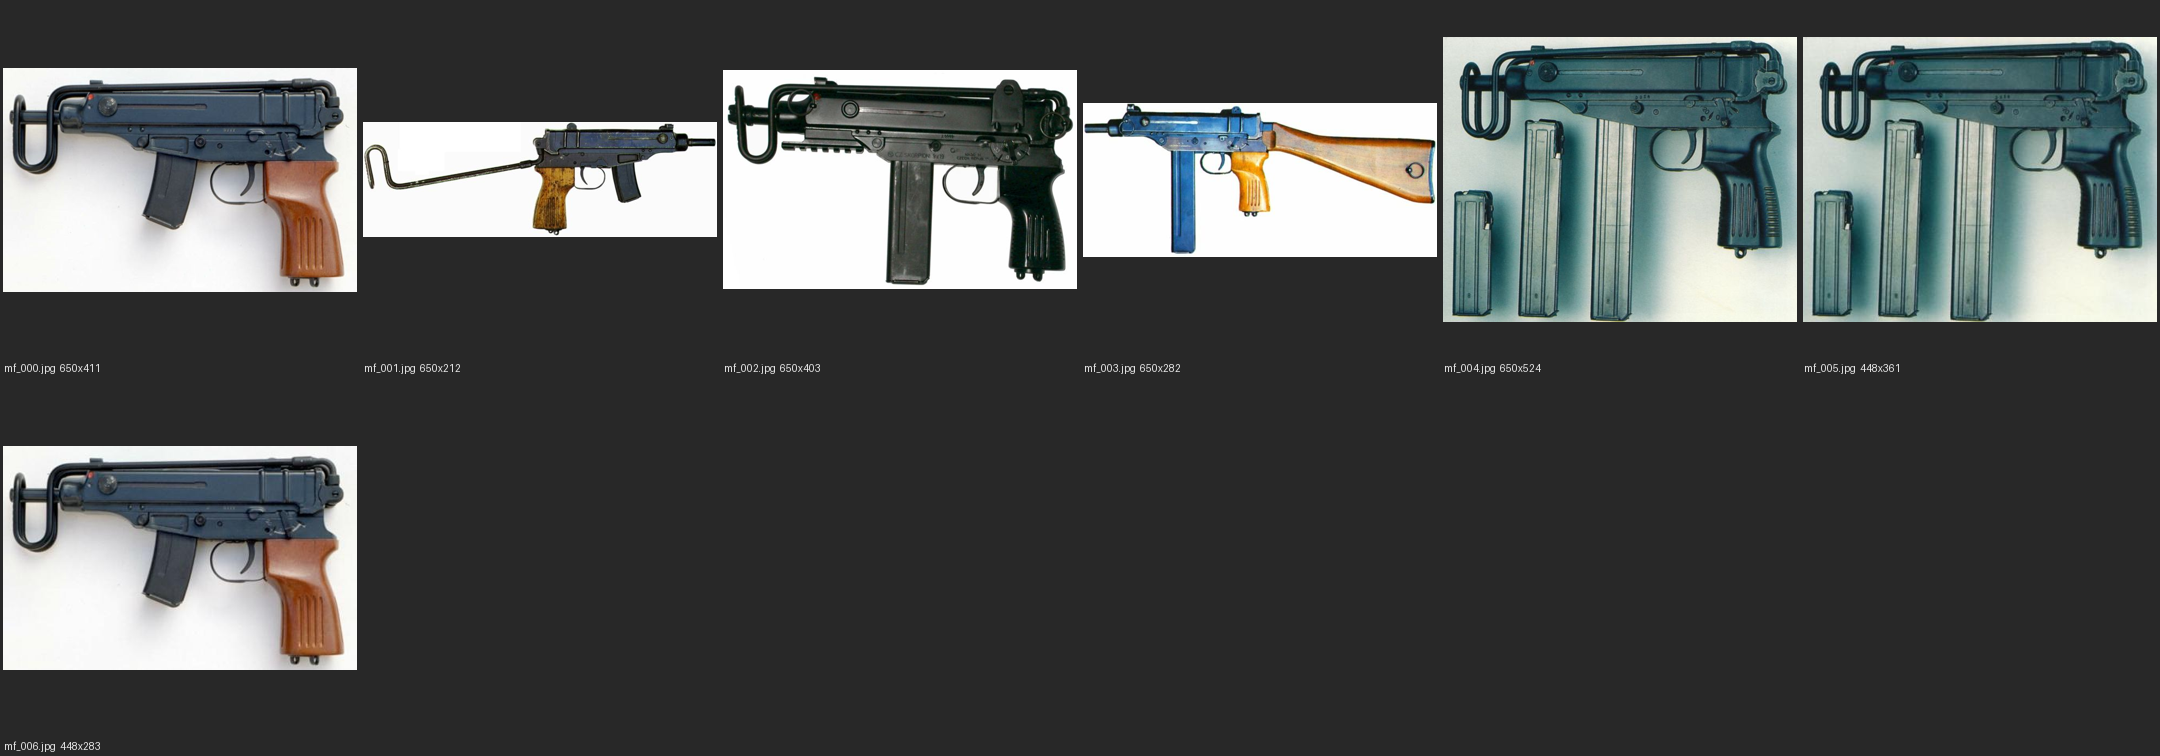 mf_000.jpg 650x411
mf_001.jpg 650x212
mf_002.jpg 650x403
mf_003.jpg 650x282
mf_004.jpg 650x524
mf_005.jpg 448x361
mf_006.jpg 448x283